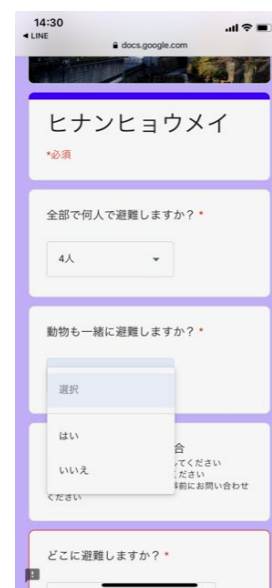 14:30
◀ LINE
docs.google.com
ヒナンヒョウメイ
*必須
全部で何人で避難しますか？ *
4人
動物も一緒に避難しますか？ *
選択
はい
いいえ
合
してください
ください
事前にお問い合わせ
ください
どこに避難しますか？ *